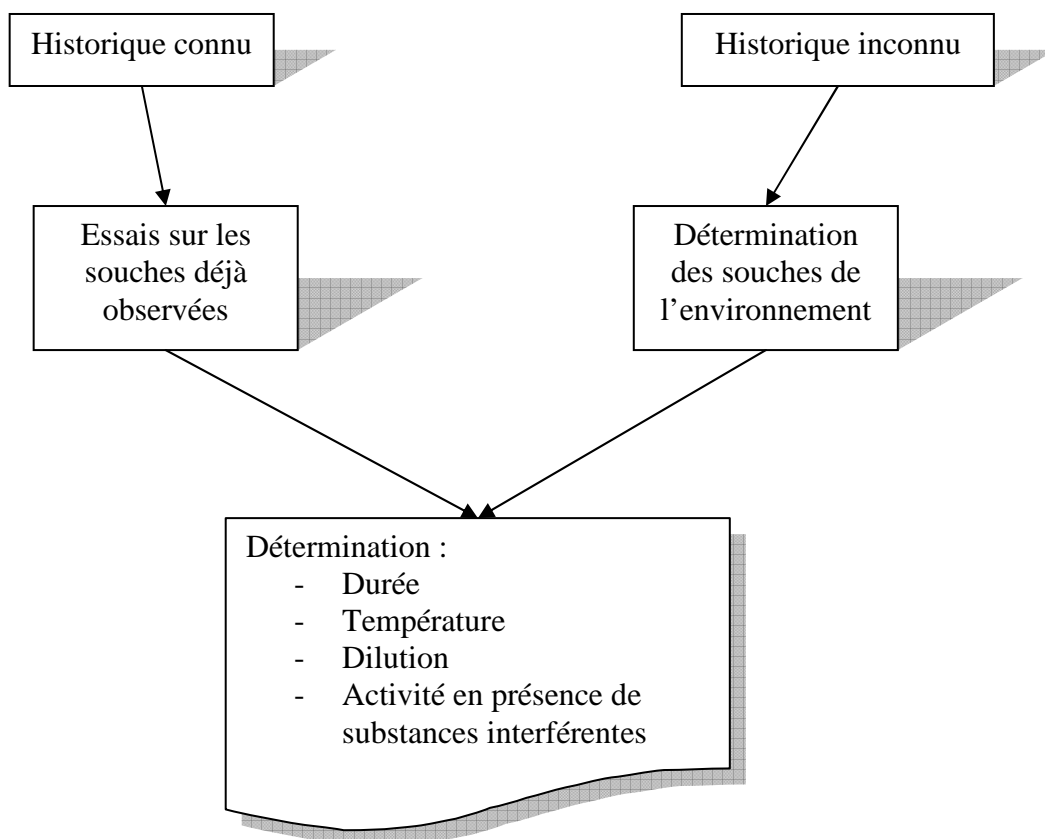 Historique connu
Historique inconnu
Essais sur les
souches déjà
observées
Détermination
des souches de
l’environnement
Détermination :
- Durée
- Température
- Dilution
- Activité en présence de
substances interférentes